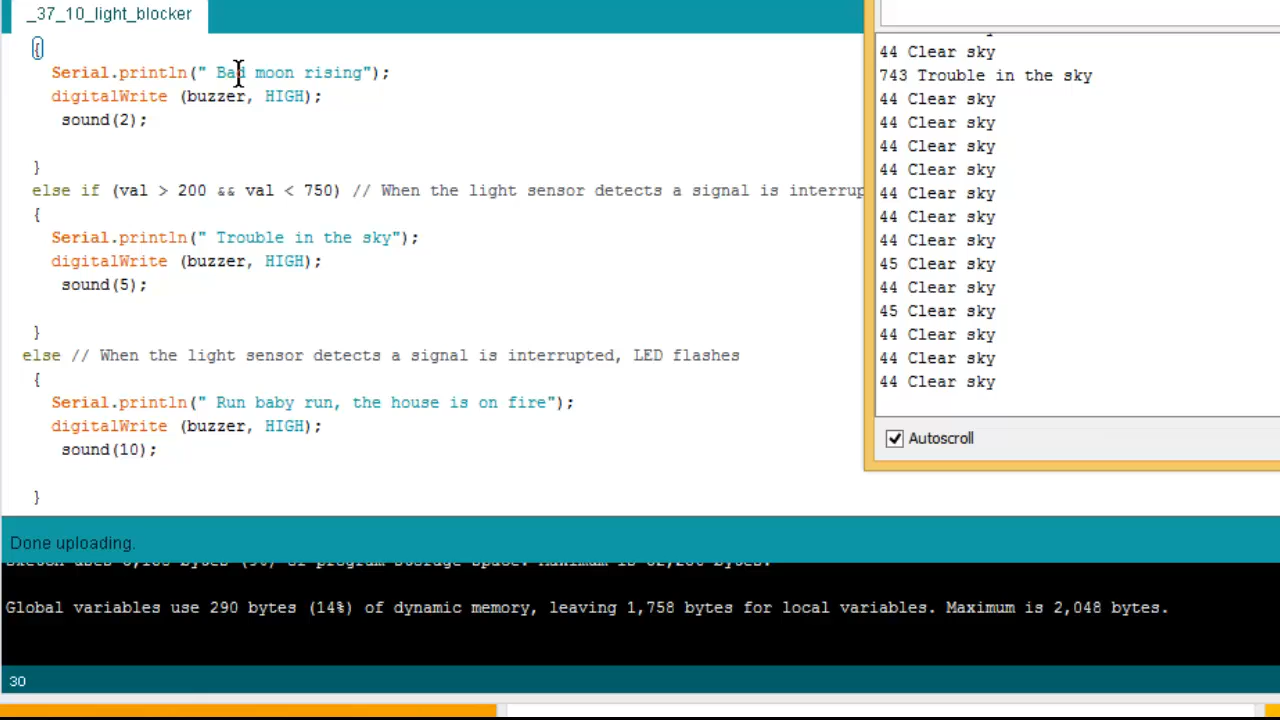 _37_10_light_blocker
{
Serial.println(" Bad moon rising");
digitalWrite (buzzer, HIGH);
sound(2);
}
else if (val > 200 && val < 750) // When the light sensor detects a signal is interrup
{
Serial.println(" Trouble in the sky");
digitalWrite (buzzer, HIGH);
sound(5);
}
else // When the light sensor detects a signal is interrupted, LED flashes
{
Serial.println(" Run baby run, the house is on fire");
digitalWrite (buzzer, HIGH);
sound(10);
}
44 Clear sky
743 Trouble in the sky
44 Clear sky
44 Clear sky
44 Clear sky
44 Clear sky
44 Clear sky
44 Clear sky
44 Clear sky
45 Clear sky
44 Clear sky
45 Clear sky
44 Clear sky
44 Clear sky
44 Clear sky
Autoscroll
Done uploading.
Global variables use 290 bytes (14%) of dynamic memory, leaving 1,758 bytes for local variables. Maximum is 2,048 bytes.
30